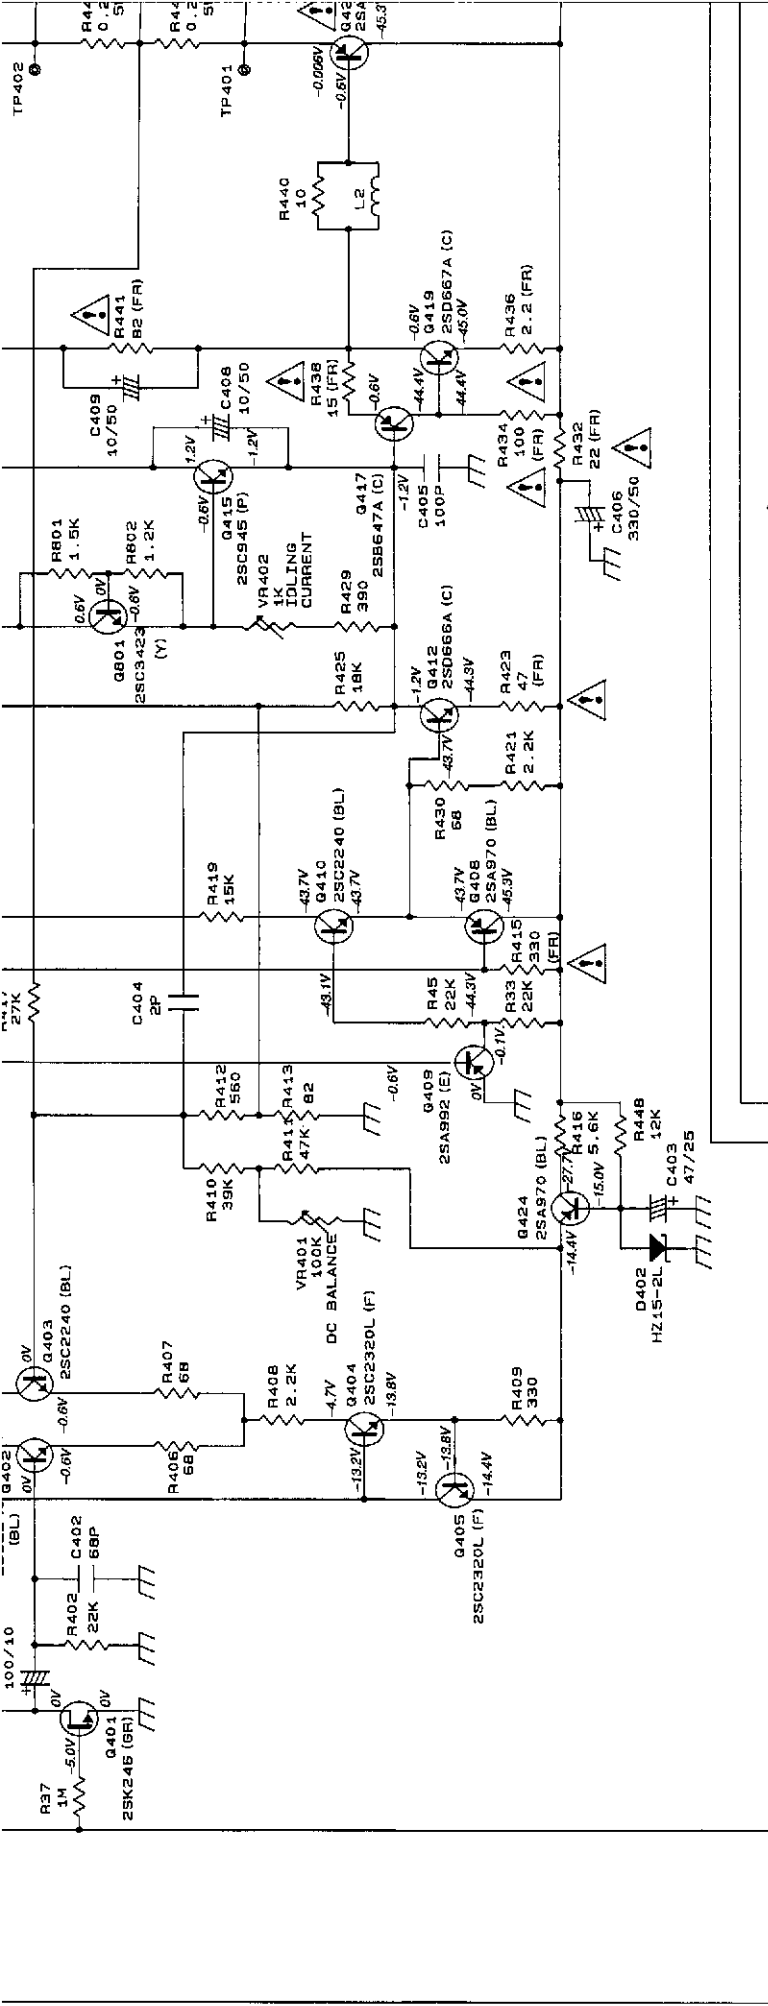 TP402
TP401
-0.006V
-0.6V
-45.3
R440
10
L2
R441
82 (FR)
C409
10/50
C408
10/50
R438
15 (FR)
-0.6V
Q419
2SD667A (C)
-45.0V
-0.6V
-44.4V
-44.4V
R436
2.2 (FR)
R434
100
(FR)
R432
22 (FR)
C406
330/50
1.2V
-1.2V
-0.6V
Q415
2SC945 (P)
Q417
2SB647A (C)
-1.2V
C405
100P
R801
1.5K
R802
1.2K
0.6V
0V
-0.6V
Q801
2SC3423
(Y)
VR402
1K
IDLING
CURRENT
R429
390
R425
18K
-1.2V
Q412
2SD666A (C)
-44.3V
-43.7V
R423
47
(FR)
R421
2.2K
R430
68
R419
15K
-43.7V
Q410
2SC2240 (BL)
-43.7V
-43.1V
-43.7V
Q408
2SA970 (BL)
-45.3V
-44.3V
R415
330
(FR)
R45
22K
R33
22K
27K
C404
2P
R412
560
R413
82
-0.6V
Q409
2SA992 (E)
0V
-0.1V
R410
39K
R411
47K
VR401
100K
DC BALANCE
Q424
2SA970 (BL)
-27.7V
R416
5.6K
R448
12K
-15.0V
-14.4V
C403
47/25
D402
HZ15-2L
0V
Q403
2SC2240 (BL)
-0.6V
R407
68
R408
2.2K
-4.7V
Q404
2SC2320L (F)
-13.8V
-13.2V
R409
330
Q402
(BL)
0V
-0.6V
R406
68
-13.2V
-13.8V
-14.4V
Q405
2SC2320L (F)
C402
68P
R402
22K
100/10
0V
0V
-5.0V
Q401
2SK246 (GR)
R37
1M